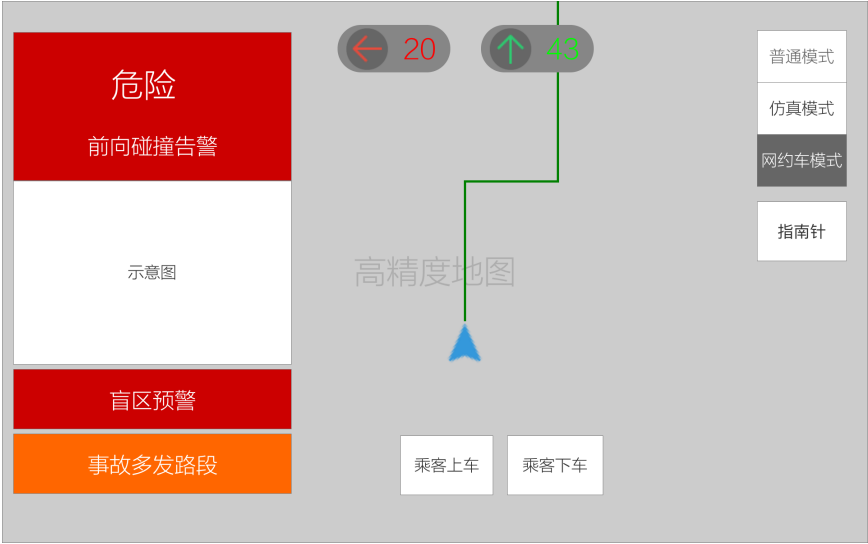 危险
前向碰撞告警
示意图
盲区预警
事故多发路段
20
43
高精度地图
乘客上车
乘客下车
普通模式
仿真模式
网约车模式
指南针